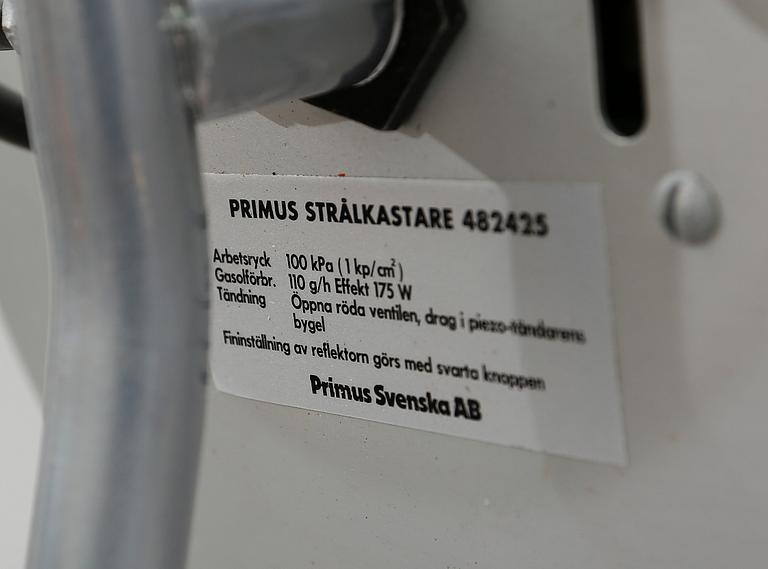 PRIMUS STRÅLKASTARE 482425
Arbetsryck 100 kPa (1 kp/cm²)
Gasolförbr. 110 g/h Effekt 175 W
Tändning Öppna röda ventilen, drag i piezo-tändarens
bygel
Fininställning av reflektorn görs med svarta knoppen
Primus Svenska AB